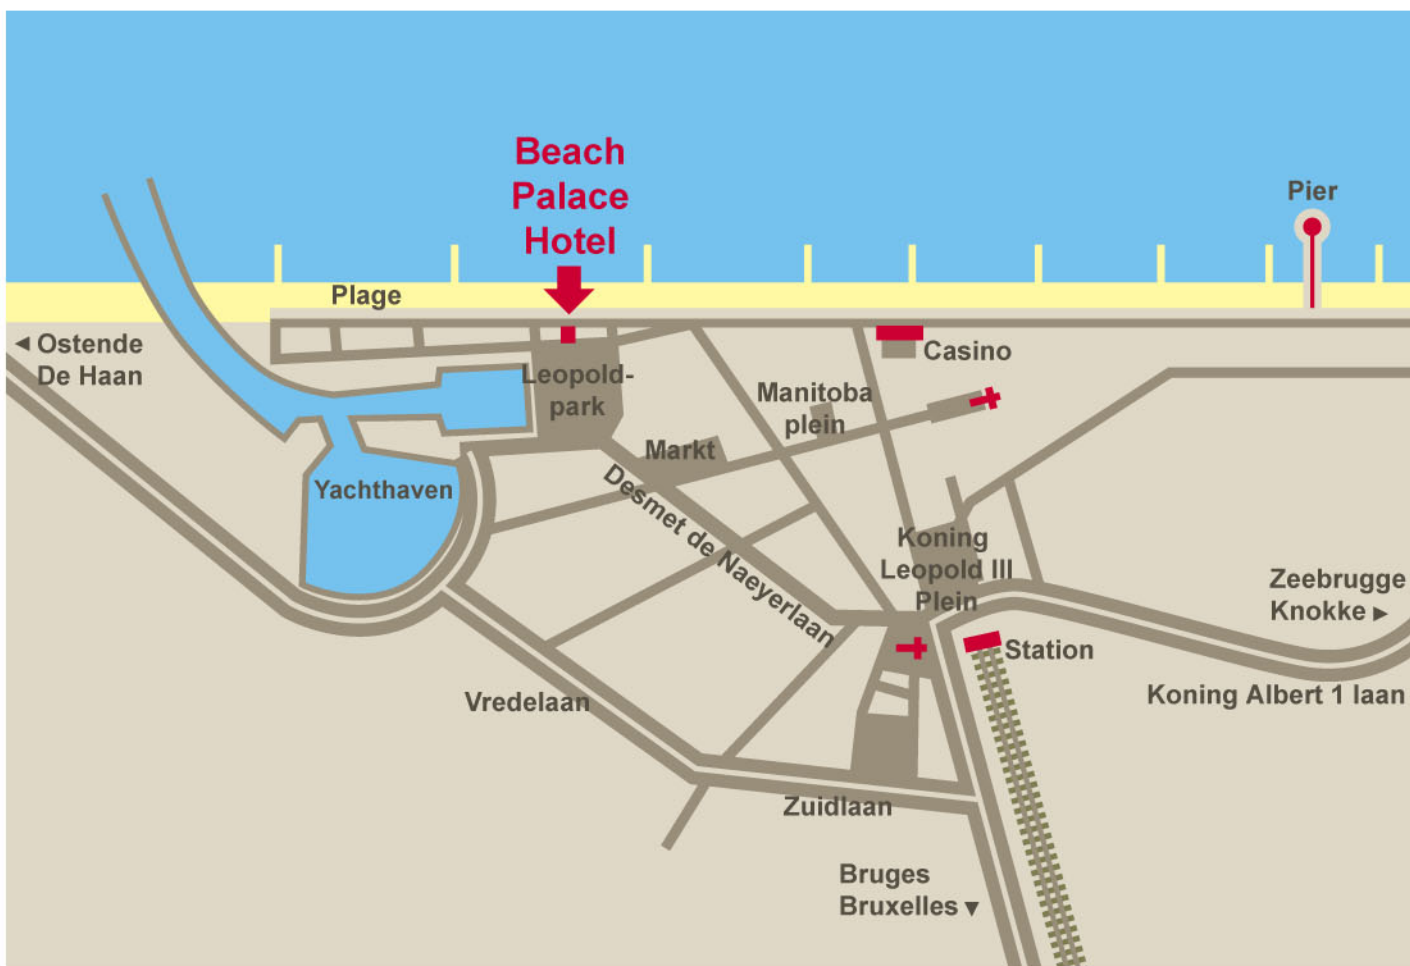 Beach
Palace
Hotel
Pier
Plage
◄ Ostende
De Haan
Casino
Leopold-
park
Manitoba
plein
Markt
Yachthaven
Desmet de Naeyerlaan
Koning
Leopold III
Plein
Zeebrugge
Knokke ►
Station
Vredelaan
Koning Albert 1 laan
Zuidlaan
Bruges
Bruxelles ▼